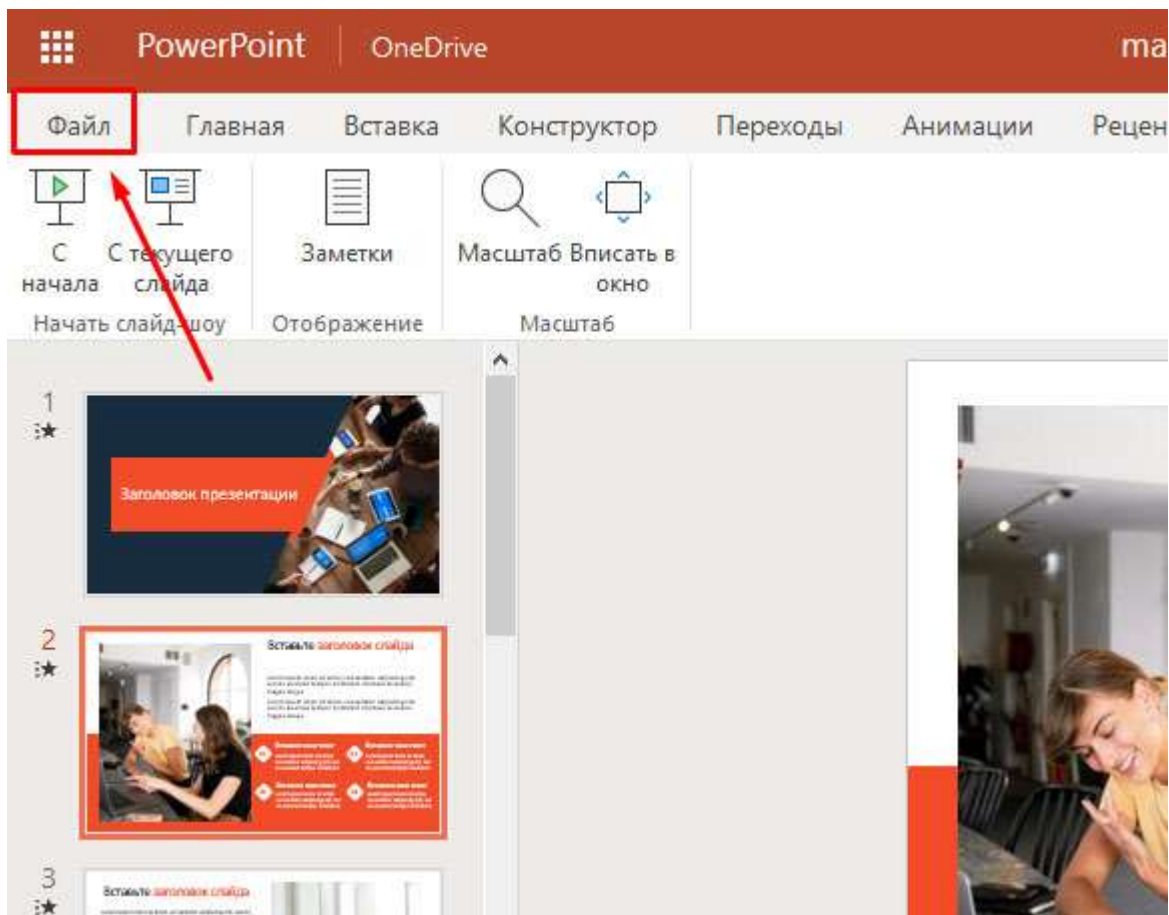 PowerPoint OneDrive ma
Файл Главная Вставка Конструктор Переходы Анимации Рецен
С начала
С текущего слайда
Заметки
Масштаб
Вписать в окно
Начать слайд-шоу Отображение Масштаб
1
Заголовок презентации
2
Вставьте заголовок слайда
3
Вставьте заголовок слайда